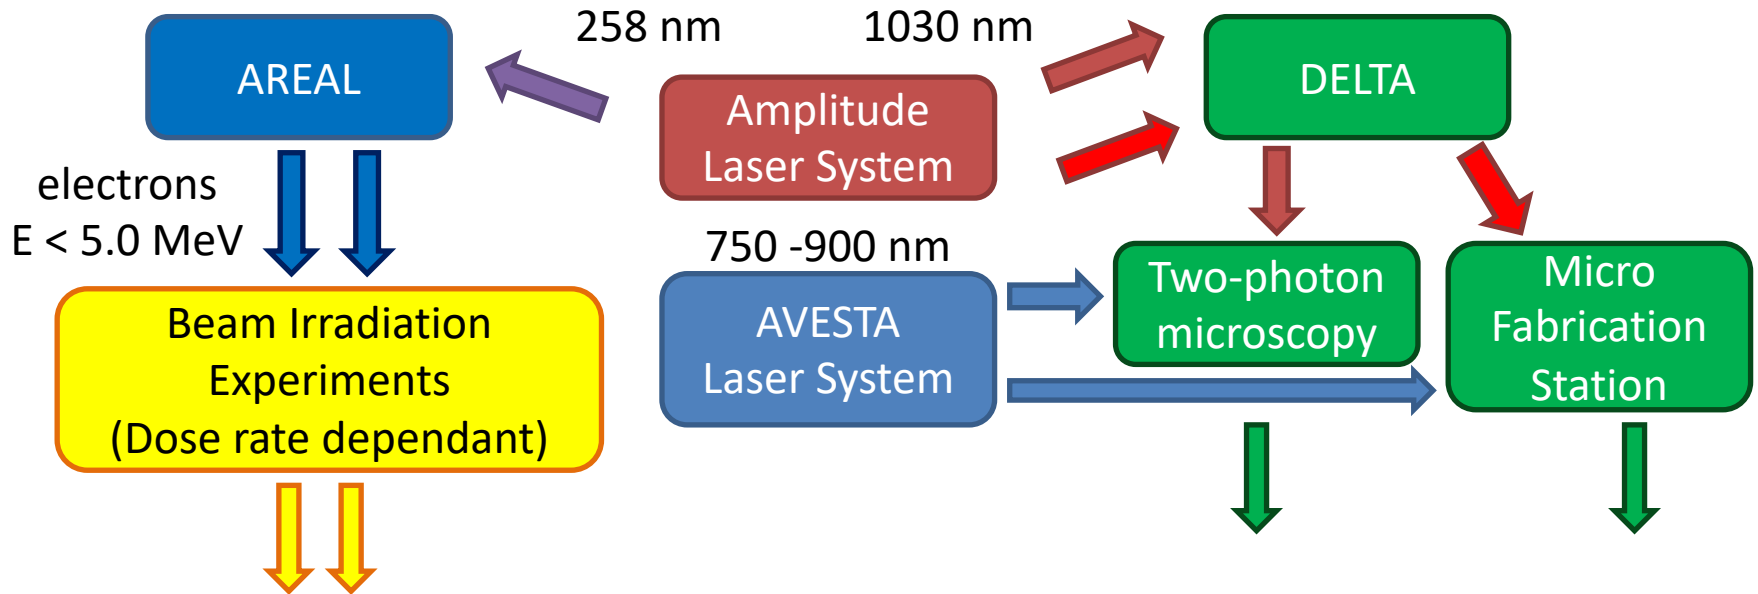 258 nm
1030 nm
AREAL
Amplitude
Laser System
DELTA
electrons
E < 5.0 MeV
750 -900 nm
Beam Irradiation
Experiments
(Dose rate dependant)
AVESTA
Laser System
Two-photon
microscopy
Micro
Fabrication
Station